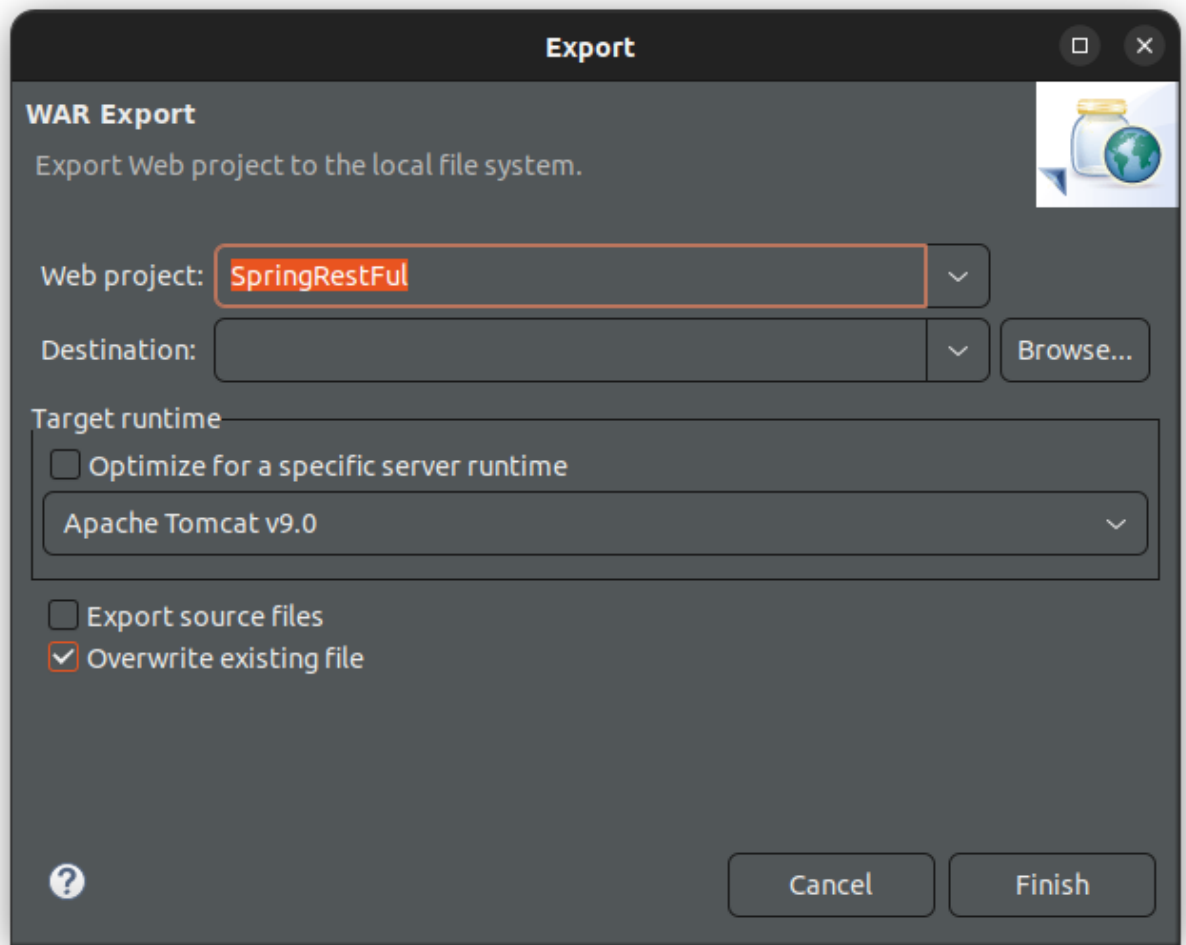 Export
WAR Export
Export Web project to the local file system.
Web project: SpringRestFul
Destination:
Browse...
Target runtime
Optimize for a specific server runtime
Apache Tomcat v9.0
Export source files
Overwrite existing file
?
Cancel
Finish